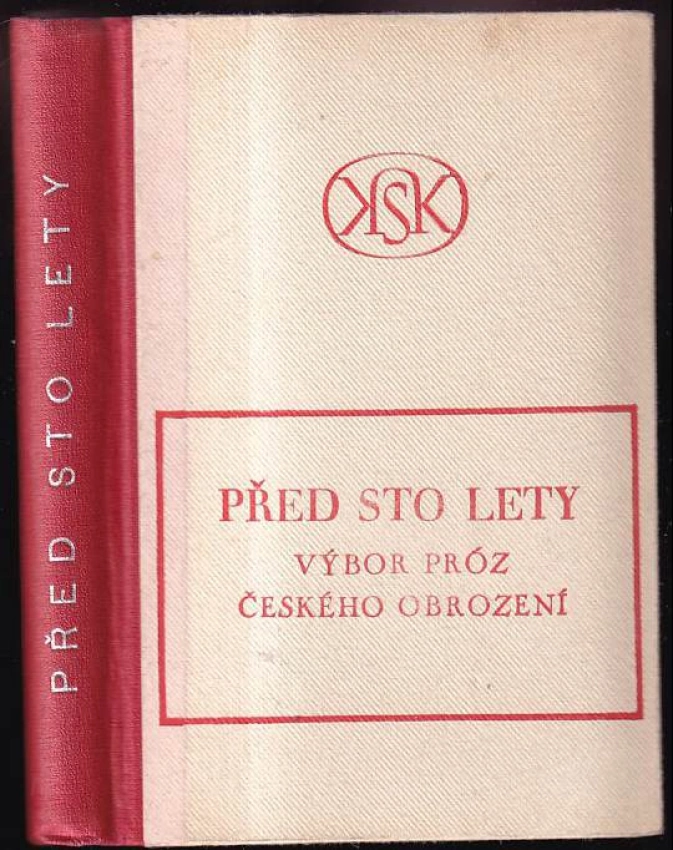 PŘED STO LETY
KSK
PŘED STO LETY
VÝBOR PRÓZ
ČESKÉHO OBROZENÍ